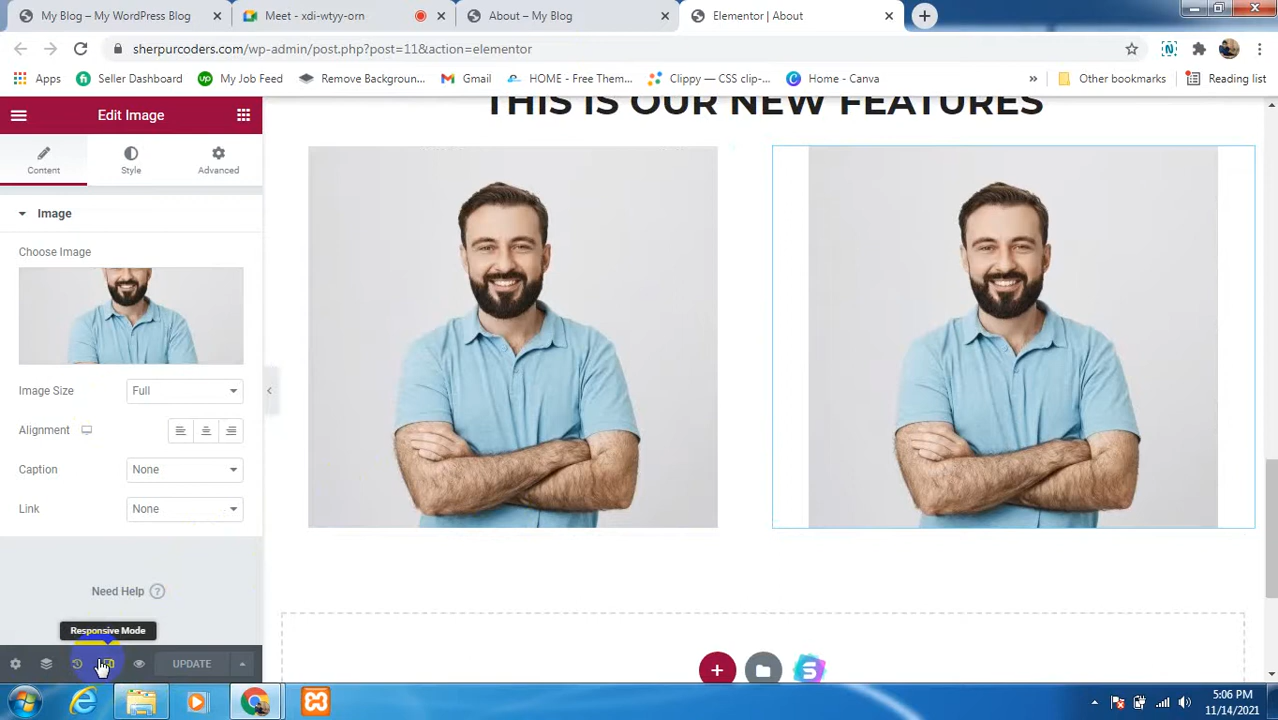 My Blog – My WordPress Blog
Meet - xdi-wtyy-orn
About – My Blog
Elementor | About
sherpurcoders.com/wp-admin/post.php?post=11&action=elementor
Apps
Seller Dashboard
My Job Feed
Remove Backgroun...
Gmail
HOME - Free Them...
Clippy — CSS clip-...
Home - Canva
»
Other bookmarks
Reading list
Edit Image
Content
Style
Advanced
Image
Choose Image
Image Size
Full
Alignment
Caption
None
Link
None
Need Help ?
Responsive Mode
UPDATE
THIS IS OUR NEW FEATURES
5:06 PM
11/14/2021